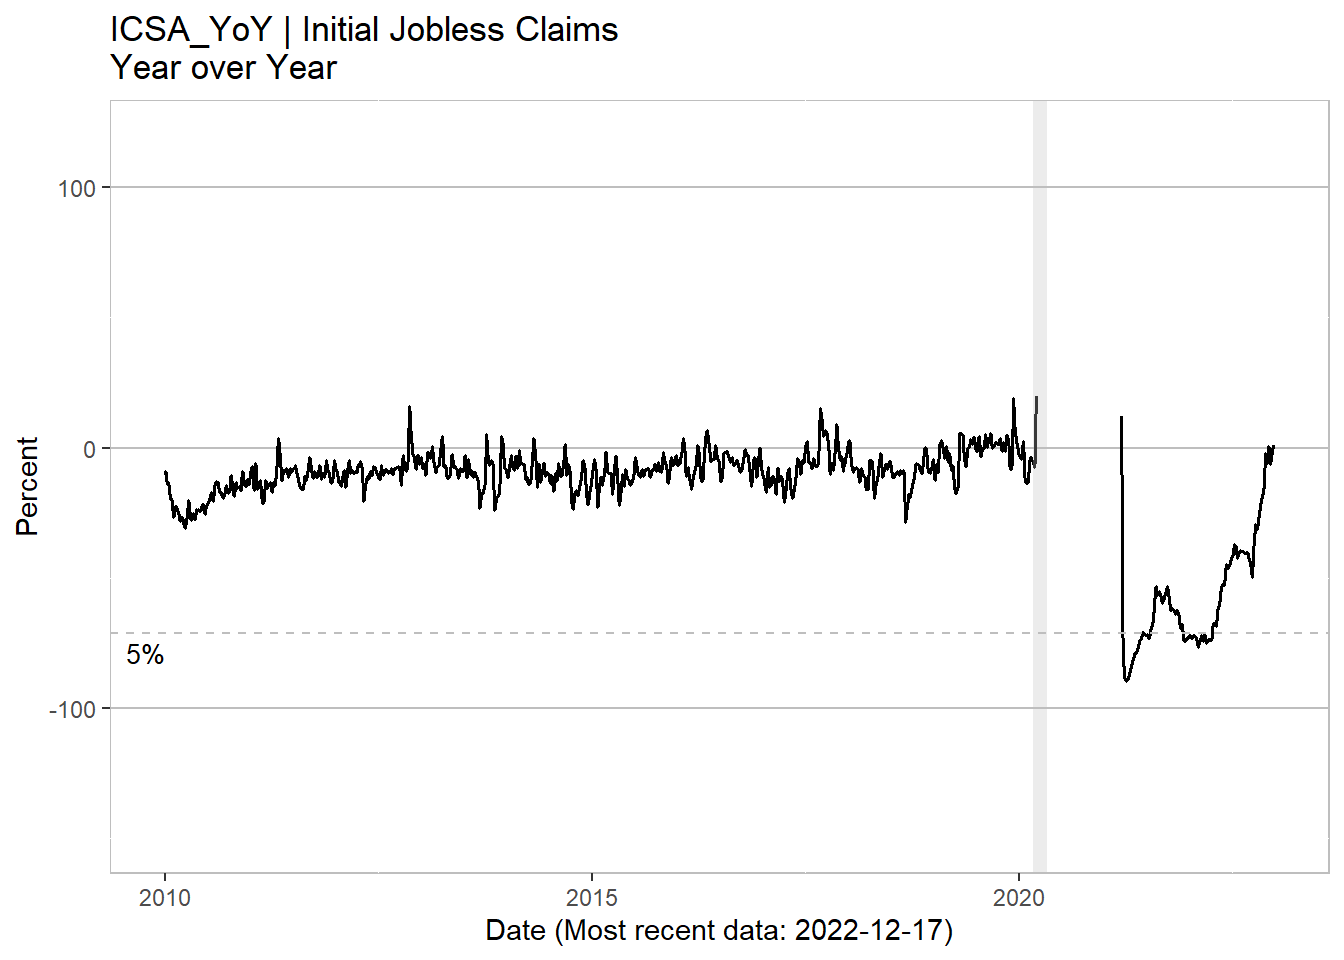 ICSA_YoY | Initial Jobless Claims
Year over Year
Percent
100
0
-100
5%
2010
2015
2020
Date (Most recent data: 2022-12-17)